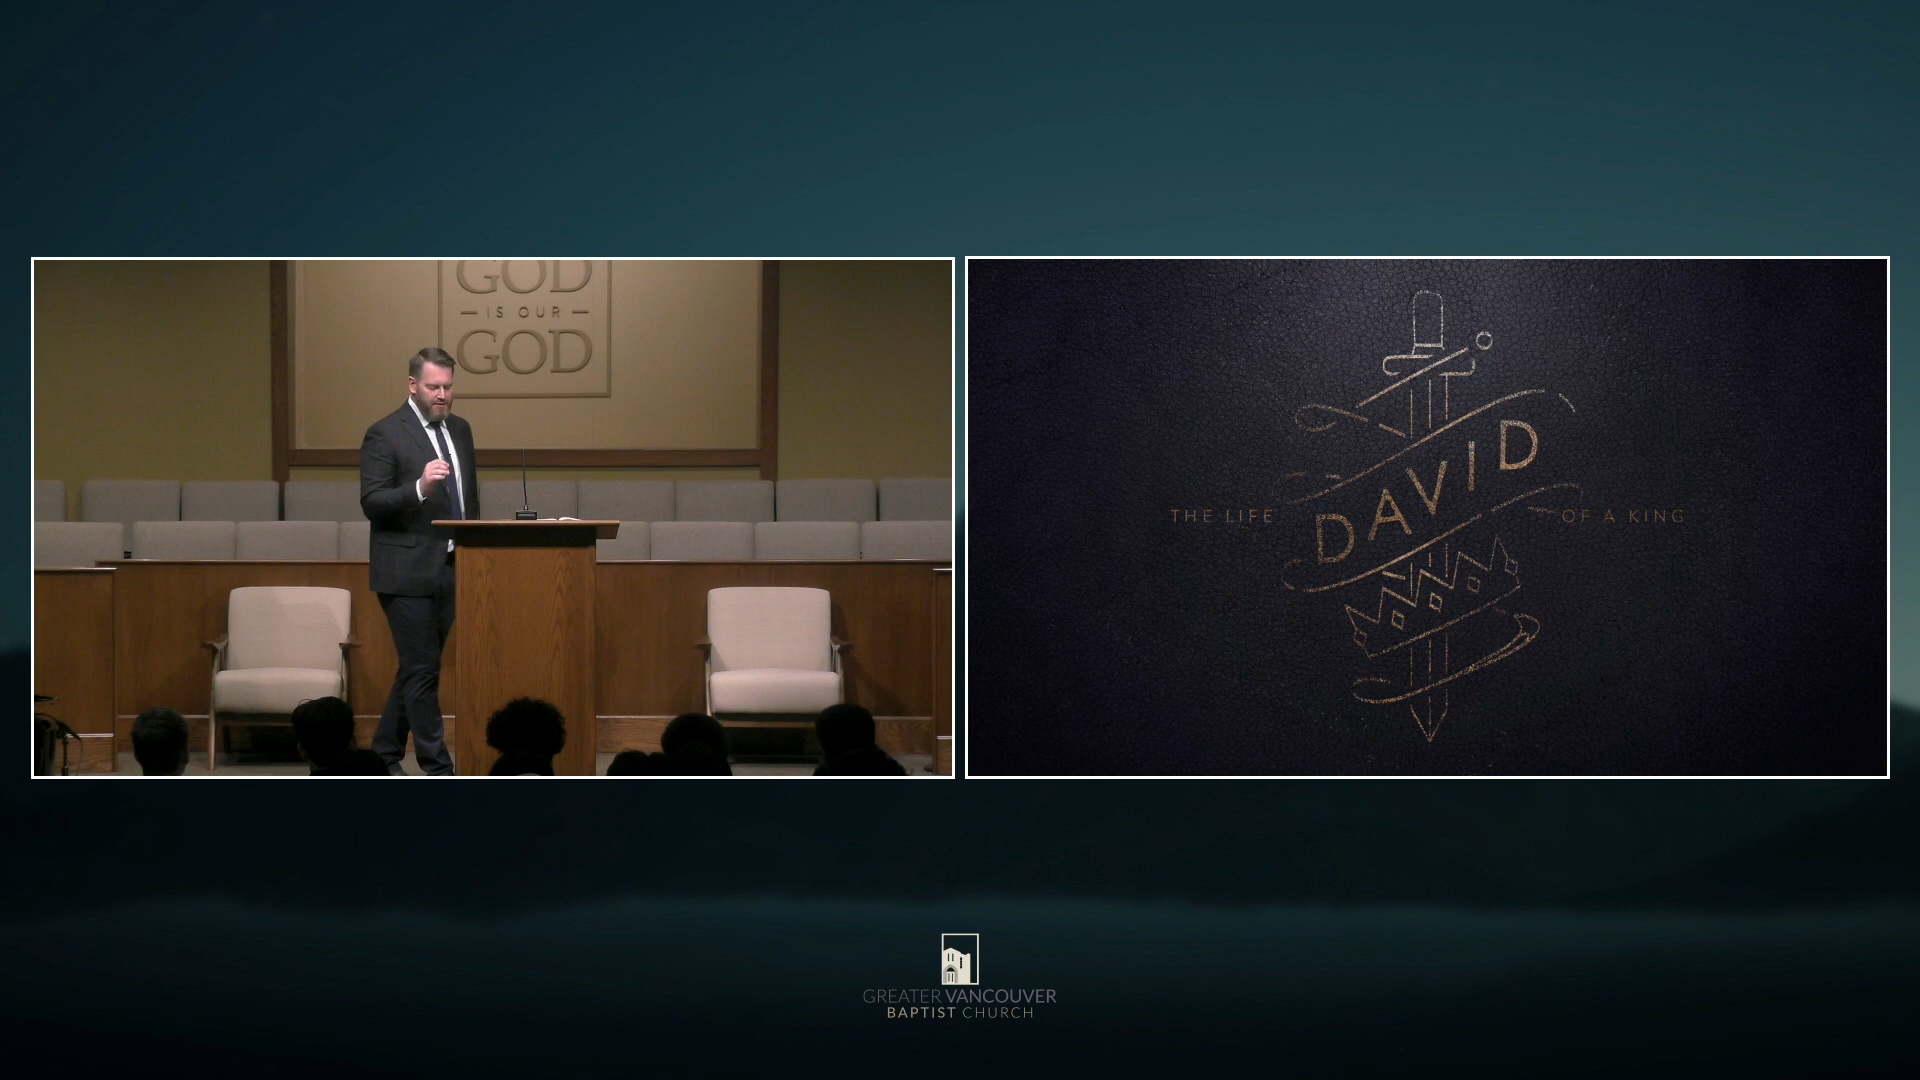 GOD
IS OUR
GOD
THE LIFE
DAVID
OF A KING
GREATER VANCOUVER
BAPTIST CHURCH